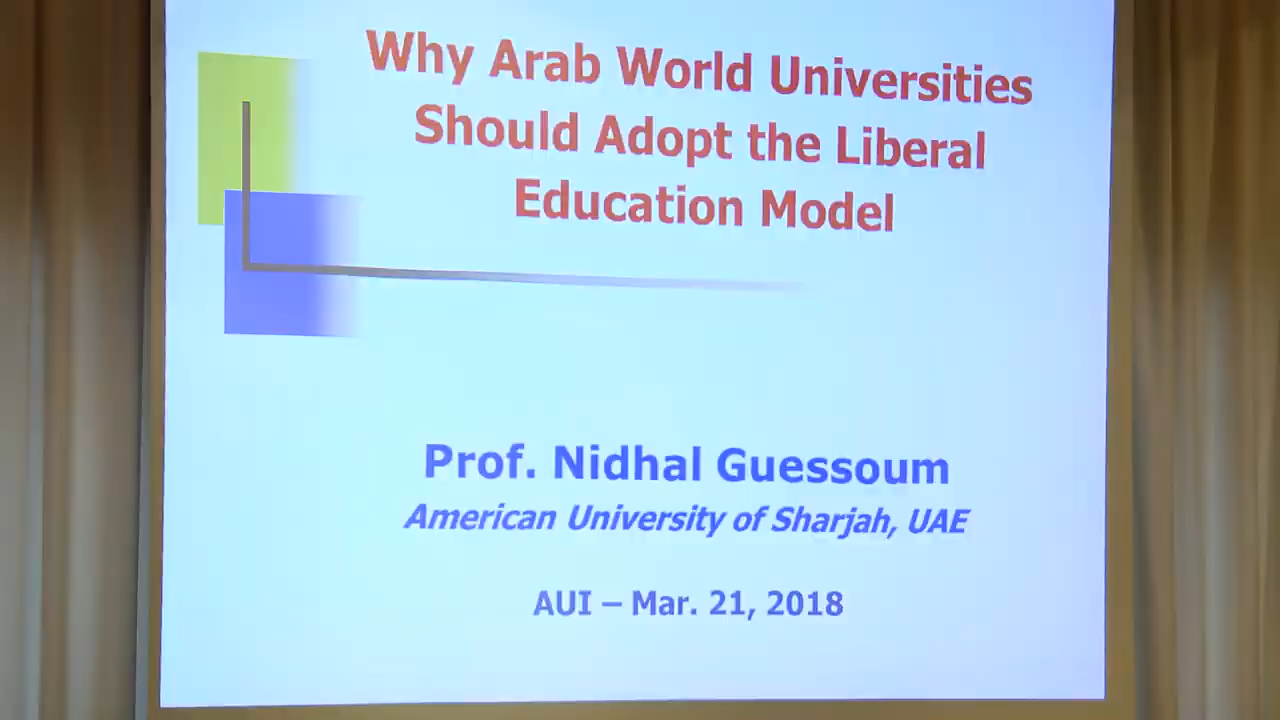 Why Arab World Universities
Should Adopt the Liberal
Education Model
Prof. Nidhal Guessoum
American University of Sharjah, UAE
AUI – Mar. 21, 2018